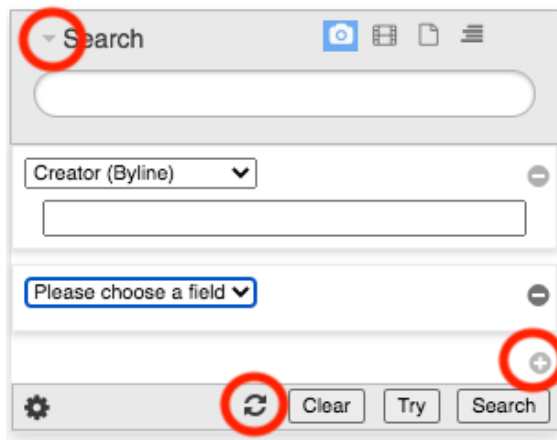 Search
Creator (Byline)
Please choose a field
Clear Try Search